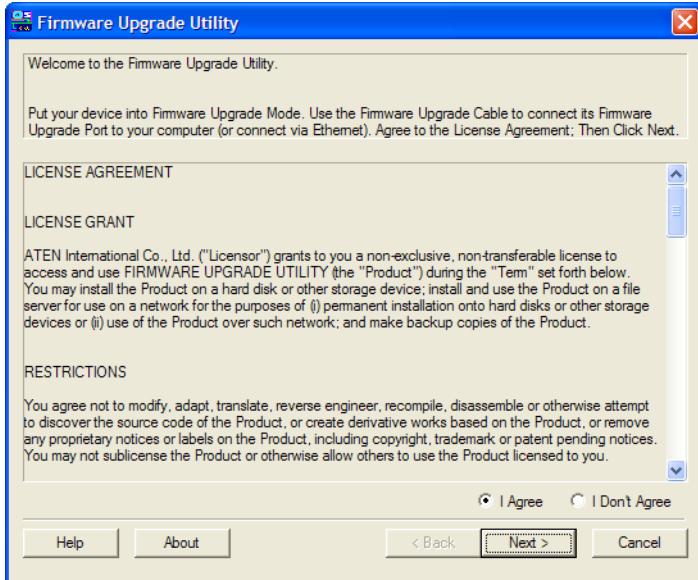 Firmware Upgrade Utility
Welcome to the Firmware Upgrade Utility.
Put your device into Firmware Upgrade Mode. Use the Firmware Upgrade Cable to connect its Firmware
Upgrade Port to your computer (or connect via Ethernet). Agree to the License Agreement; Then Click Next.
LICENSE AGREEMENT
LICENSE GRANT
ATEN International Co., Ltd. ("Licensor") grants to you a non-exclusive, non-transferable license to
access and use FIRMWARE UPGRADE UTILITY (the "Product") during the "Term" set forth below.
You may install the Product on a hard disk or other storage device; install and use the Product on a file
server for use on a network for the purposes of (i) permanent installation onto hard disks or other storage
devices or (ii) use of the Product over such network; and make backup copies of the Product.
RESTRICTIONS
You agree not to modify, adapt, translate, reverse engineer, recompile, disassemble or otherwise attempt
to discover the source code of the Product, or create derivative works based on the Product, or remove
any proprietary notices or labels on the Product, including copyright, trademark or patent pending notices.
You may not sublicense the Product or otherwise allow others to use the Product licensed to you.
I Agree I Don't Agree
Help About < Back Next > Cancel